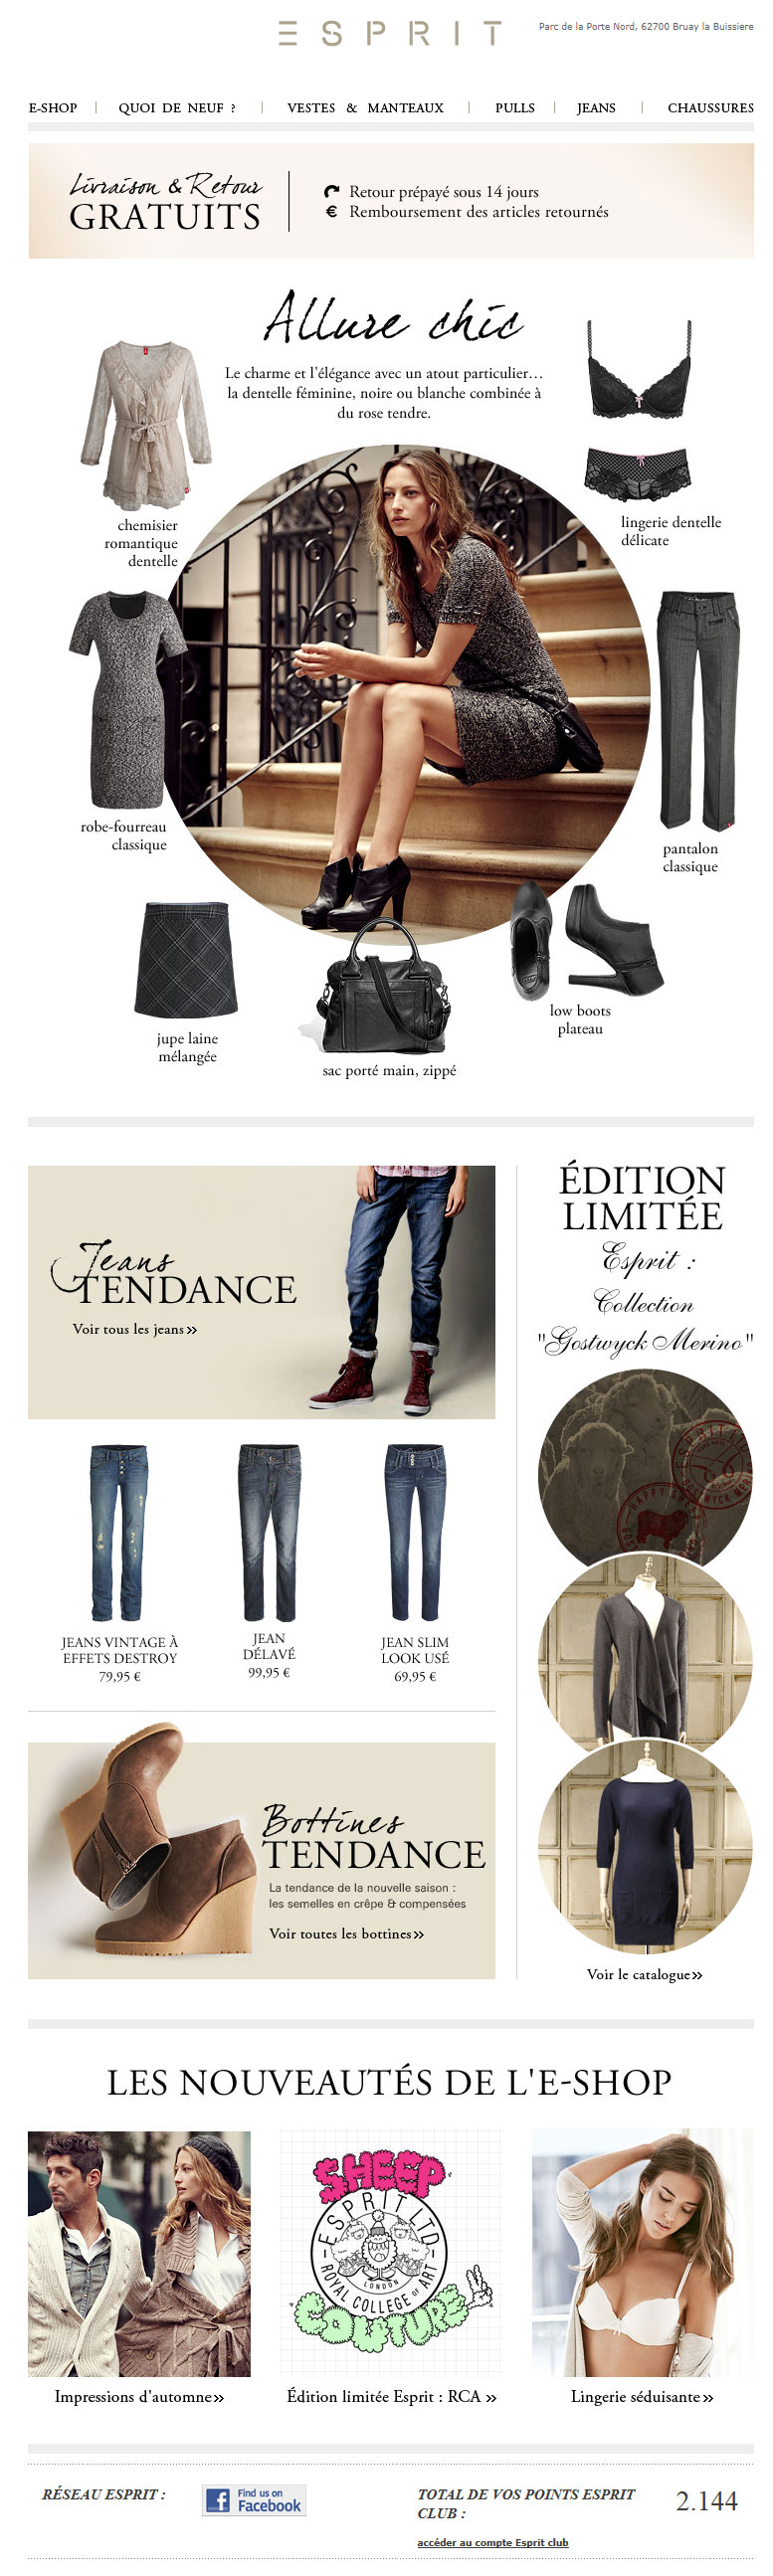 ESPRIT
Parc de la Porte Nord, 62700 Bruay la Buissiere
E-SHOP | QUOI DE NEUF ? | VESTES & MANTEAUX | PULLS | JEANS | CHAUSSURES
Livraison & Retour
GRATUITS
Retour prépayé sous 14 jours
€ Remboursement des articles retournés
Allure chic
Le charme et l'élégance avec un atout particulier…
la dentelle féminine, noire ou blanche combinée à
du rose tendre.
chemisier
romantique
dentelle
lingerie dentelle
délicate
robe-fourreau
classique
pantalon
classique
jupe laine
mélangée
sac porté main, zippé
low boots
plateau
Jeans
TENDANCE
Voir tous les jeans »
JEANS VINTAGE À
EFFETS DESTROY
79,95 €
JEAN
DÉLAVÉ
99,95 €
JEAN SLIM
LOOK USÉ
69,95 €
Bottines
TENDANCE
La tendance de la nouvelle saison :
les semelles en crêpe & compensées
Voir toutes les bottines »
ÉDITION
LIMITÉE
Esprit :
Collection
"Gostwyck Merino"
HAPPY SHEEP
Voir le catalogue »
LES NOUVEAUTÉS DE L'E-SHOP
Impressions d'automne »
SHEEP
ESPRIT LTD
LONDON
ROYAL COLLEGE OF ART
COUTURE
Édition limitée Esprit : RCA »
Lingerie séduisante »
RÉSEAU ESPRIT :
Find us on
Facebook
TOTAL DE VOS POINTS ESPRIT
CLUB :
2.144
accéder au compte Esprit club